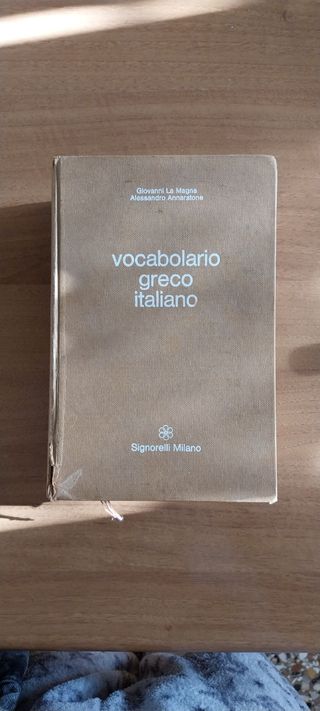 Giovanni La Magna
Alessandro Annaratone
vocabolario
greco
italiano
Signorelli Milano